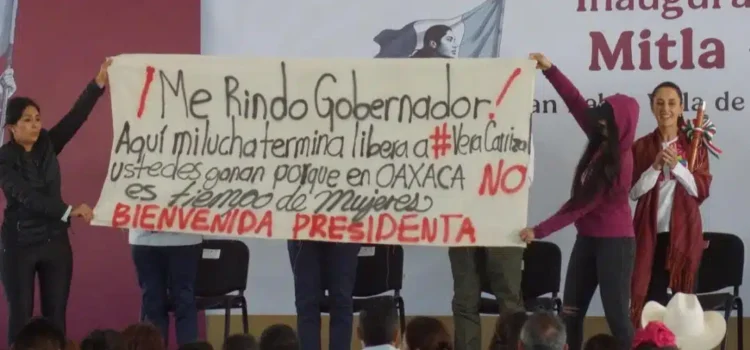 Mitla
¡Me Rindo Gobernador!
Aquí mi lucha termina libera a #Vera Carrizal
ustedes ganan porque en OAXACA NO
es tiempo de mujeres
BIENVENIDA PRESIDENTA